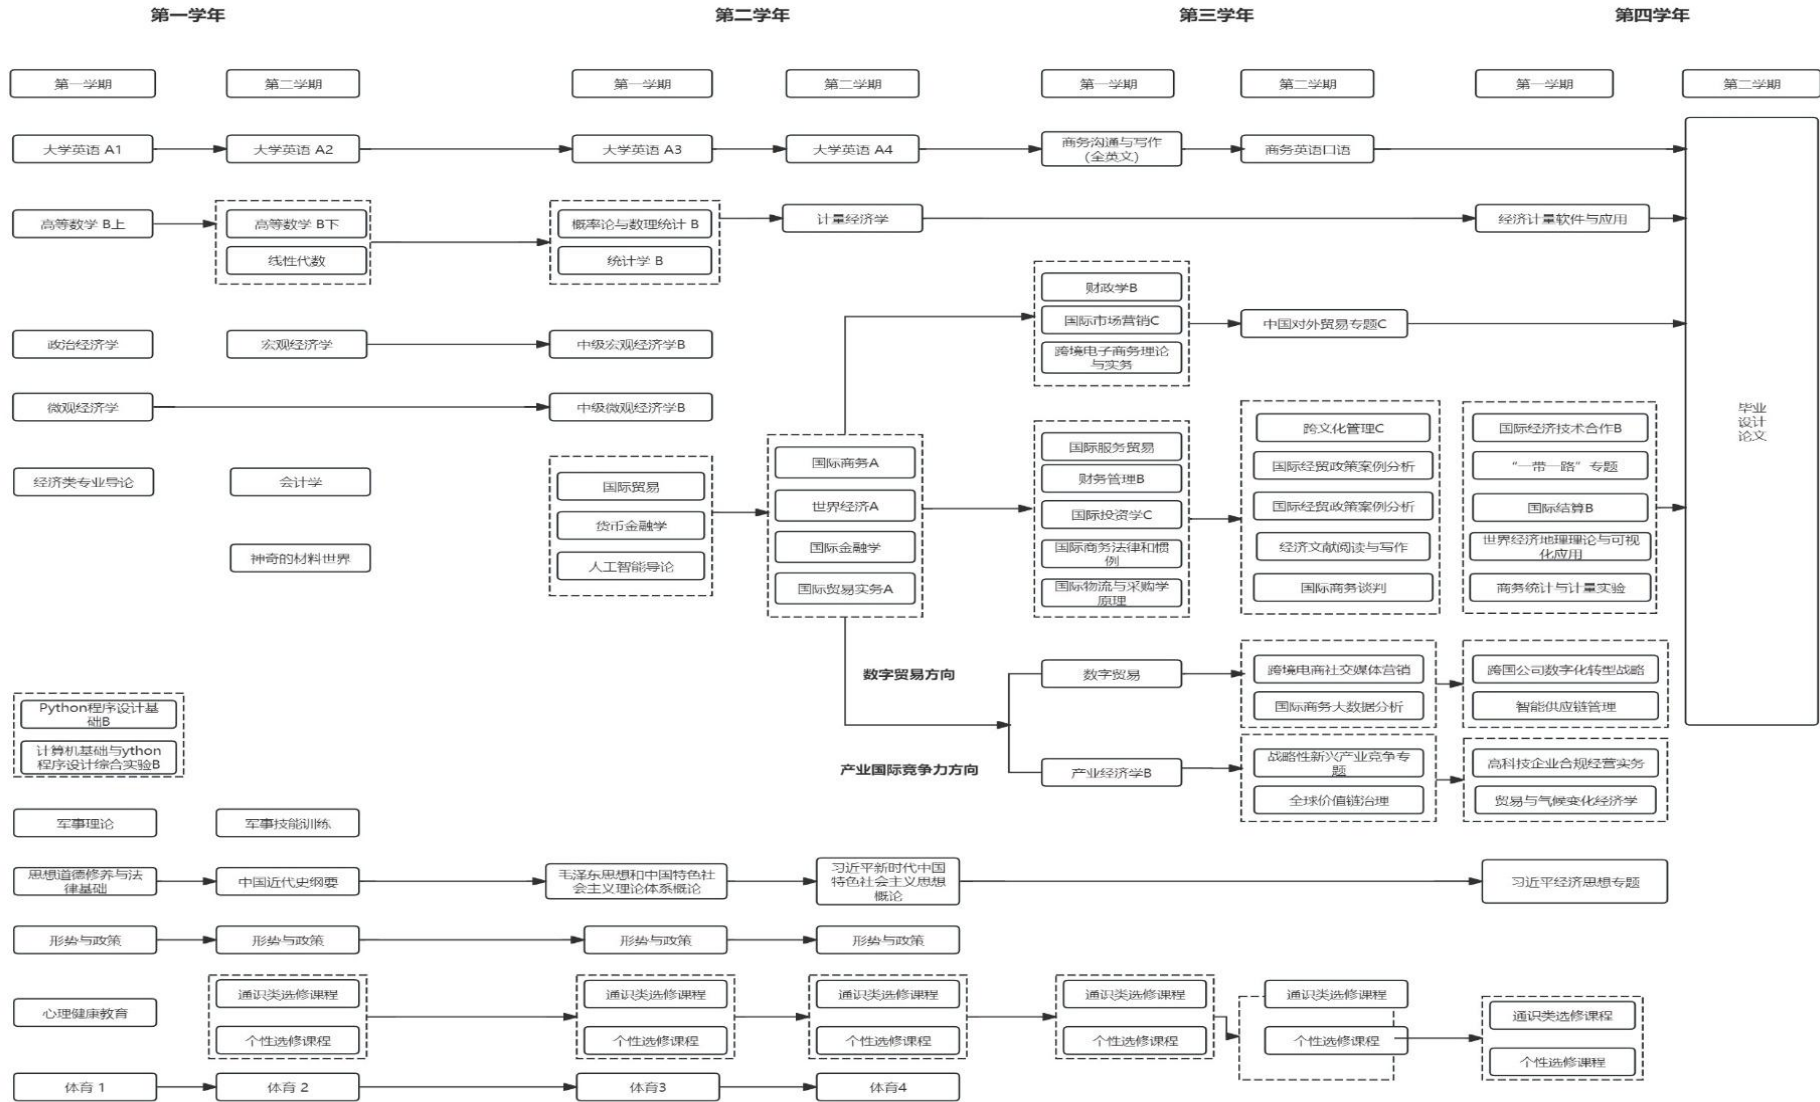 第一学年
第二学年
第三学年
第四学年
第一学期
第二学期
第一学期
第二学期
第一学期
第二学期
第一学期
第二学期
大学英语 A1
大学英语 A2
大学英语 A3
大学英语 A4
商务沟通与写作
(全英文)
商务英语口语
高等数学 B上
高等数学 B下
线性代数
概率论与数理统计 B
统计学 B
计量经济学
经济计量软件与应用
财政学B
国际市场营销C
跨境电子商务理论
与实务
中国对外贸易专题C
政治经济学
宏观经济学
中级宏观经济学B
微观经济学
中级微观经济学B
毕业
设计
论文
经济类专业导论
会计学
神奇的材料世界
国际贸易
货币金融学
人工智能导论
国际商务A
世界经济A
国际金融学
国际贸易实务A
国际服务贸易
财务管理B
国际投资学C
国际商务法律和惯
例
国际物流与采购学
原理
跨文化管理C
国际经贸政策案例分析
国际经贸政策案例分析
经济文献阅读与写作
国际商务谈判
国际经济技术合作B
“一带一路”专题
国际结算B
世界经济地理理论与可视
化应用
商务统计与计量实验
数字贸易方向
数字贸易
跨境电商社交媒体营销
国际商务大数据分析
跨国公司数字化转型战略
智能供应链管理
Python程序设计基
础B
计算机基础与ython
程序设计综合实验B
产业国际竞争力方向
产业经济学B
战略性新兴产业竞争专
题
全球价值链治理
高科技企业合规经营实务
贸易与气候变化经济学
军事理论
军事技能训练
思想道德修养与法
律基础
中国近代史纲要
毛泽东思想和中国特色社
会主义理论体系概论
习近平新时代中国
特色社会主义思想
概论
习近平经济思想专题
形势与政策
形势与政策
形势与政策
形势与政策
心理健康教育
通识类选修课程
个性选修课程
通识类选修课程
个性选修课程
通识类选修课程
个性选修课程
通识类选修课程
个性选修课程
通识类选修课程
个性选修课程
通识类选修课程
个性选修课程
体育 1
体育 2
体育3
体育4